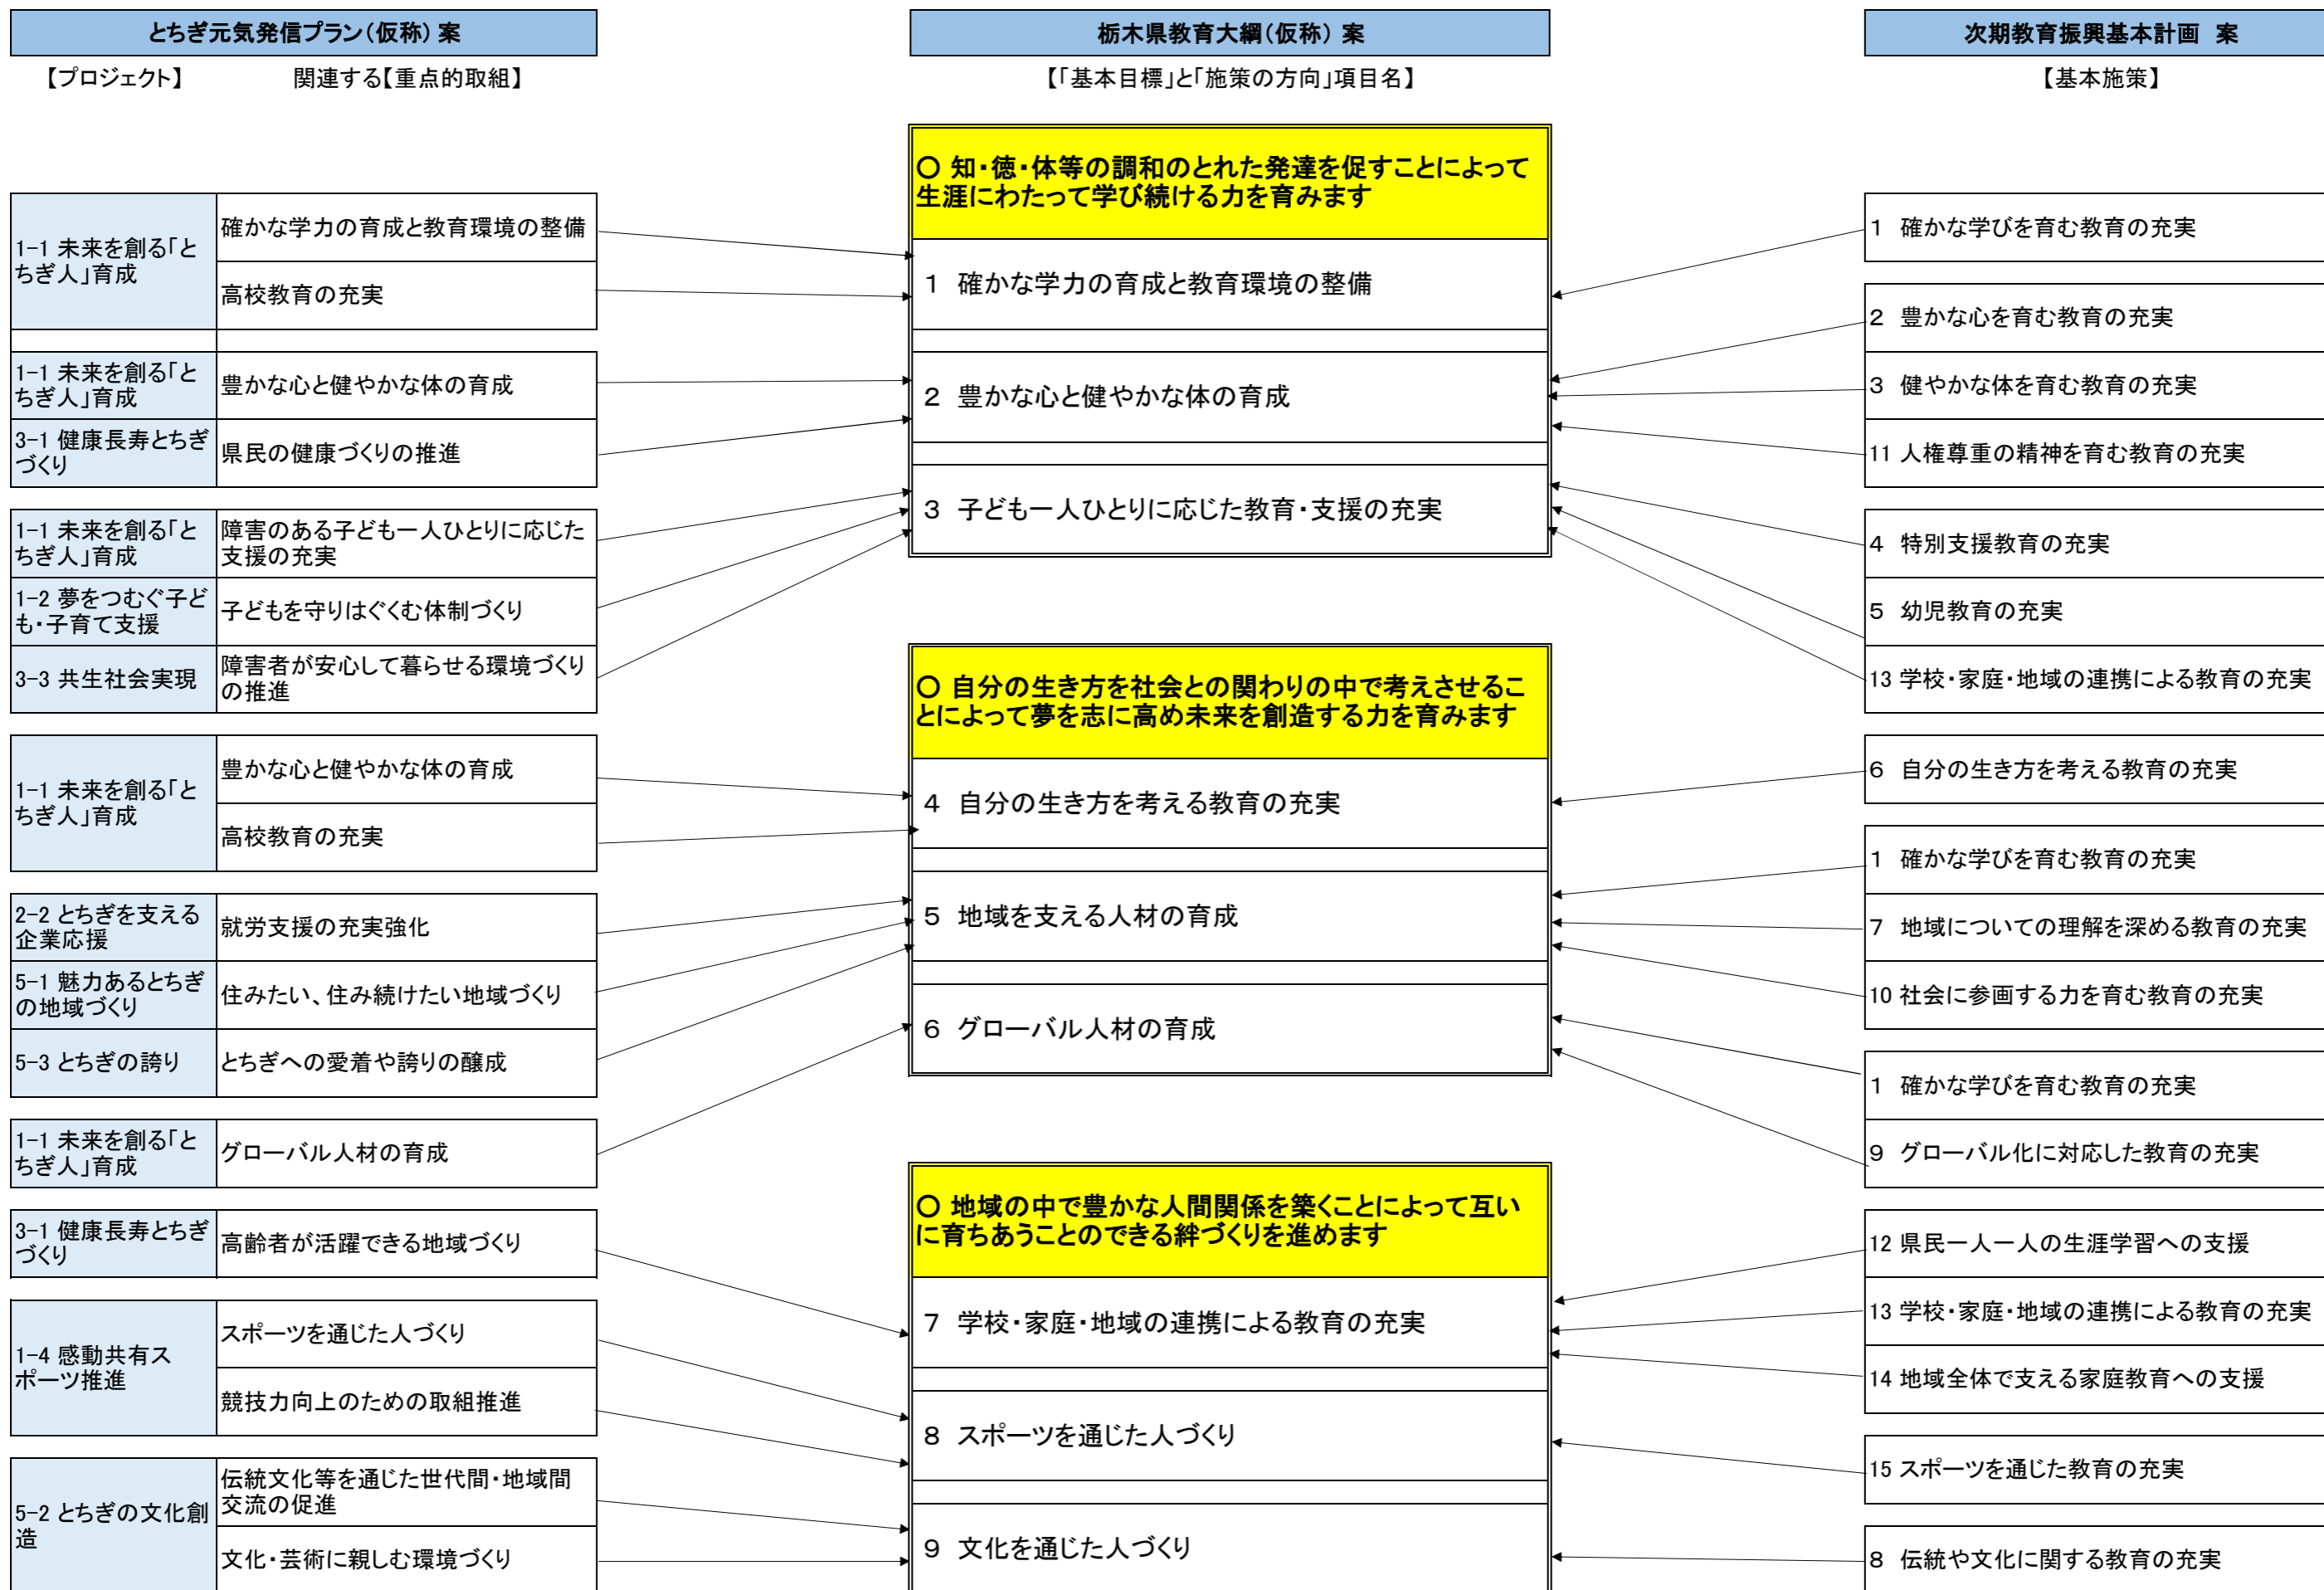 とちぎ元気発信プラン(仮称) 案
【プロジェクト】 関連する【重点的取組】
1-1 未来を創る「と
ちぎ人」育成
確かな学力の育成と教育環境の整備
高校教育の充実
1-1 未来を創る「と
ちぎ人」育成
豊かな心と健やかな体の育成
3-1 健康長寿とちぎ
づくり
県民の健康づくりの推進
1-1 未来を創る「と
ちぎ人」育成
障害のある子ども一人ひとりに応じた
支援の充実
1-2 夢をつむぐ子ど
も・子育て支援
子どもを守りはぐくむ体制づくり
3-3 共生社会実現
障害者が安心して暮らせる環境づくり
の推進
1-1 未来を創る「と
ちぎ人」育成
豊かな心と健やかな体の育成
高校教育の充実
2-2 とちぎを支える
企業応援
就労支援の充実強化
5-1 魅力あるとちぎ
の地域づくり
住みたい、住み続けたい地域づくり
5-3 とちぎの誇り
とちぎへの愛着や誇りの醸成
1-1 未来を創る「と
ちぎ人」育成
グローバル人材の育成
3-1 健康長寿とちぎ
づくり
高齢者が活躍できる地域づくり
1-4 感動共有ス
ポーツ推進
スポーツを通じた人づくり
競技力向上のための取組推進
5-2 とちぎの文化創
造
伝統文化等を通じた世代間・地域間
交流の促進
文化・芸術に親しむ環境づくり
栃木県教育大綱(仮称) 案
【「基本目標」と「施策の方向」項目名】
○ 知・徳・体等の調和のとれた発達を促すことによって
生涯にわたって学び続ける力を育みます
1 確かな学力の育成と教育環境の整備
2 豊かな心と健やかな体の育成
3 子ども一人ひとりに応じた教育・支援の充実
○ 自分の生き方を社会との関わりの中で考えさせるこ
とによって夢を志に高め未来を創造する力を育みます
4 自分の生き方を考える教育の充実
5 地域を支える人材の育成
6 グローバル人材の育成
○ 地域の中で豊かな人間関係を築くことによって互い
に育ちあうことのできる絆づくりを進めます
7 学校・家庭・地域の連携による教育の充実
8 スポーツを通じた人づくり
9 文化を通じた人づくり
次期教育振興基本計画 案
【基本施策】
1 確かな学びを育む教育の充実
2 豊かな心を育む教育の充実
3 健やかな体を育む教育の充実
11 人権尊重の精神を育む教育の充実
4 特別支援教育の充実
5 幼児教育の充実
13 学校・家庭・地域の連携による教育の充実
6 自分の生き方を考える教育の充実
1 確かな学びを育む教育の充実
7 地域についての理解を深める教育の充実
10 社会に参画する力を育む教育の充実
1 確かな学びを育む教育の充実
9 グローバル化に対応した教育の充実
12 県民一人一人の生涯学習への支援
13 学校・家庭・地域の連携による教育の充実
14 地域全体で支える家庭教育への支援
15 スポーツを通じた教育の充実
8 伝統や文化に関する教育の充実